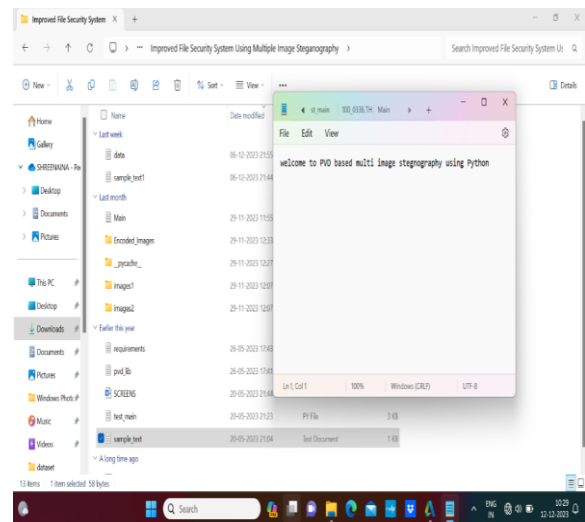 Improved File Security System × +
Improved File Security System Using Multiple Image Steganography
Search Improved File Security System Us
New Sort View ••• Details
Home
Gallery
SHREENAINA - Pe
Desktop
Documents
Pictures
This PC
Desktop
Downloads
Documents
Pictures
Windows Photo
Music
Videos
dataset
Name Date modified
Last week
data 06-12-2023 21:55
sample_text1 06-12-2023 21:44
Last month
Main 29-11-2023 11:55
Encoded_Images 29-11-2023 12:33
_pycache_ 29-11-2023 12:27
images1 29-11-2023 12:07
images2 29-11-2023 12:07
Earlier this year
requirements 26-05-2023 17:43
pvd_lib 26-05-2023 17:41
SCREENS 20-05-2023 21:44
test_main 20-05-2023 21:23 PY File 3 KB
sample_text 20-05-2023 21:04 Text Document 1 KB
A long time ago
13 items 1 item selected 58 bytes
st_main 100_0336.TH Main +
File Edit View
welcome to PVD based multi image stegnography using Python
Ln 1, Col 1 100% Windows (CRLF) UTF-8
Search
ENG
IN
10:29
12-12-2023